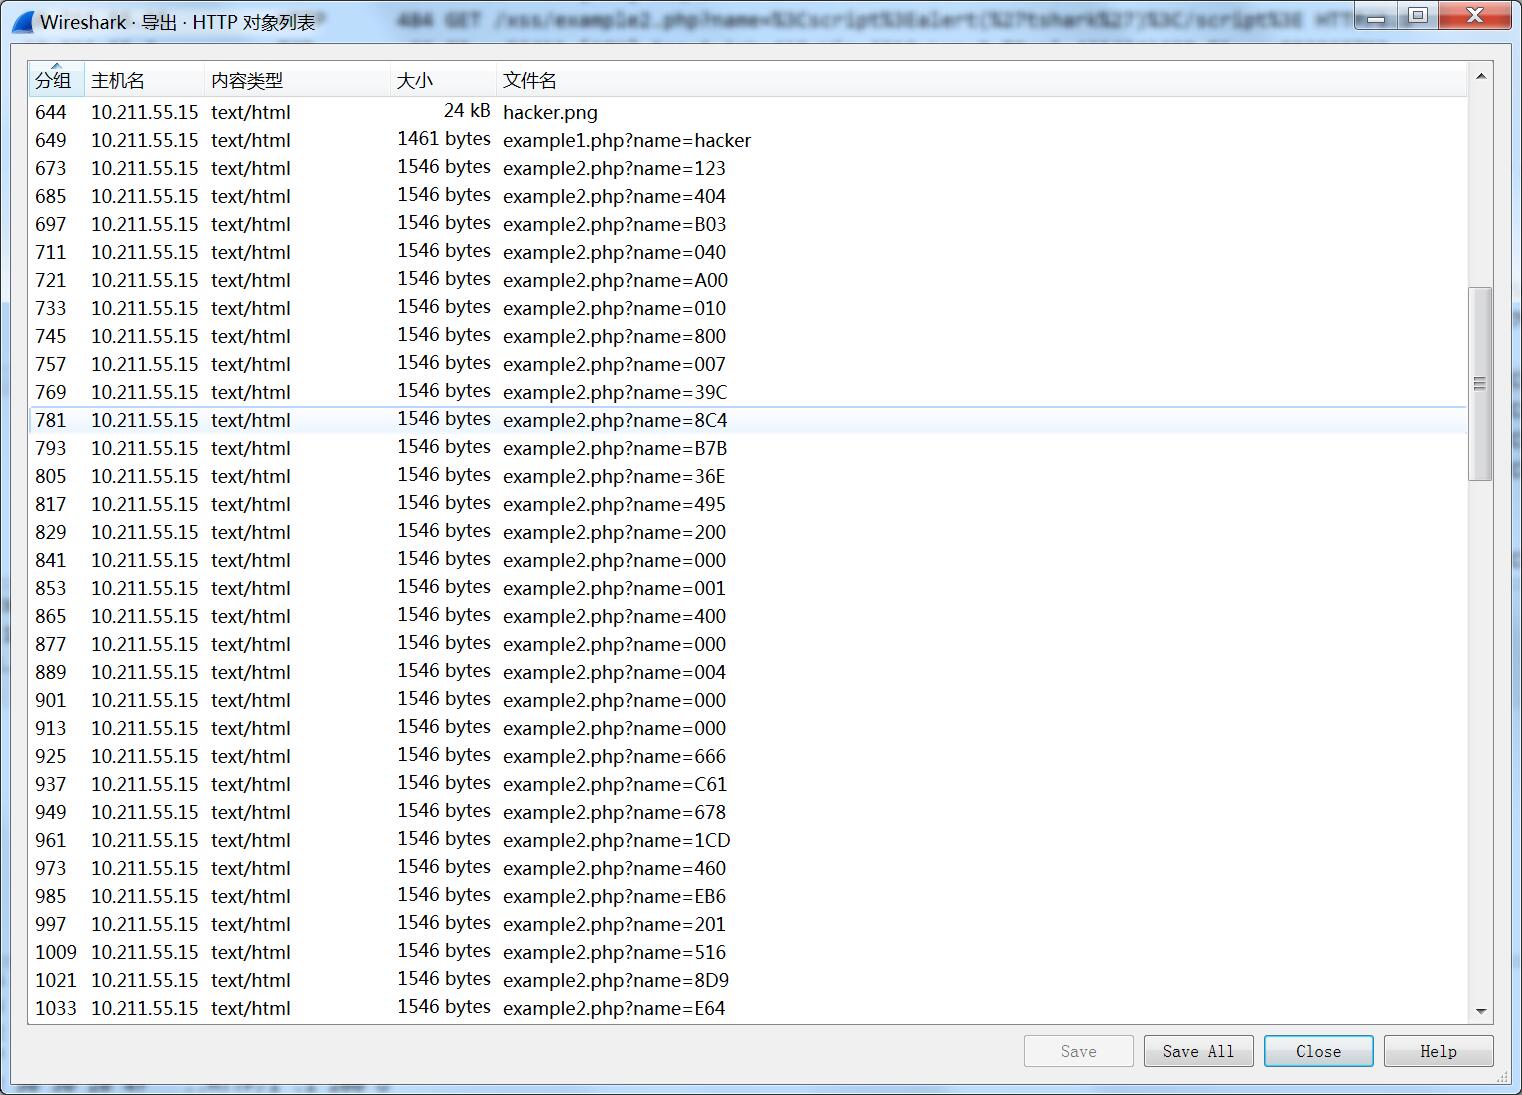 Wireshark · 导出 · HTTP 对象列表
484 GET /xss/example2.php?name=%3Cscript%3Ealert(%27tshark%27)%3C/script%3E
分组 主机名 内容类型 大小 文件名
644 10.211.55.15 text/html 24 kB hacker.png
649 10.211.55.15 text/html 1461 bytes example1.php?name=hacker
673 10.211.55.15 text/html 1546 bytes example2.php?name=123
685 10.211.55.15 text/html 1546 bytes example2.php?name=404
697 10.211.55.15 text/html 1546 bytes example2.php?name=B03
711 10.211.55.15 text/html 1546 bytes example2.php?name=040
721 10.211.55.15 text/html 1546 bytes example2.php?name=A00
733 10.211.55.15 text/html 1546 bytes example2.php?name=010
745 10.211.55.15 text/html 1546 bytes example2.php?name=800
757 10.211.55.15 text/html 1546 bytes example2.php?name=007
769 10.211.55.15 text/html 1546 bytes example2.php?name=39C
781 10.211.55.15 text/html 1546 bytes example2.php?name=8C4
793 10.211.55.15 text/html 1546 bytes example2.php?name=B7B
805 10.211.55.15 text/html 1546 bytes example2.php?name=36E
817 10.211.55.15 text/html 1546 bytes example2.php?name=495
829 10.211.55.15 text/html 1546 bytes example2.php?name=200
841 10.211.55.15 text/html 1546 bytes example2.php?name=000
853 10.211.55.15 text/html 1546 bytes example2.php?name=001
865 10.211.55.15 text/html 1546 bytes example2.php?name=400
877 10.211.55.15 text/html 1546 bytes example2.php?name=000
889 10.211.55.15 text/html 1546 bytes example2.php?name=004
901 10.211.55.15 text/html 1546 bytes example2.php?name=000
913 10.211.55.15 text/html 1546 bytes example2.php?name=000
925 10.211.55.15 text/html 1546 bytes example2.php?name=666
937 10.211.55.15 text/html 1546 bytes example2.php?name=C61
949 10.211.55.15 text/html 1546 bytes example2.php?name=678
961 10.211.55.15 text/html 1546 bytes example2.php?name=1CD
973 10.211.55.15 text/html 1546 bytes example2.php?name=460
985 10.211.55.15 text/html 1546 bytes example2.php?name=EB6
997 10.211.55.15 text/html 1546 bytes example2.php?name=201
1009 10.211.55.15 text/html 1546 bytes example2.php?name=516
1021 10.211.55.15 text/html 1546 bytes example2.php?name=8D9
1033 10.211.55.15 text/html 1546 bytes example2.php?name=E64
Save Save All Close Help